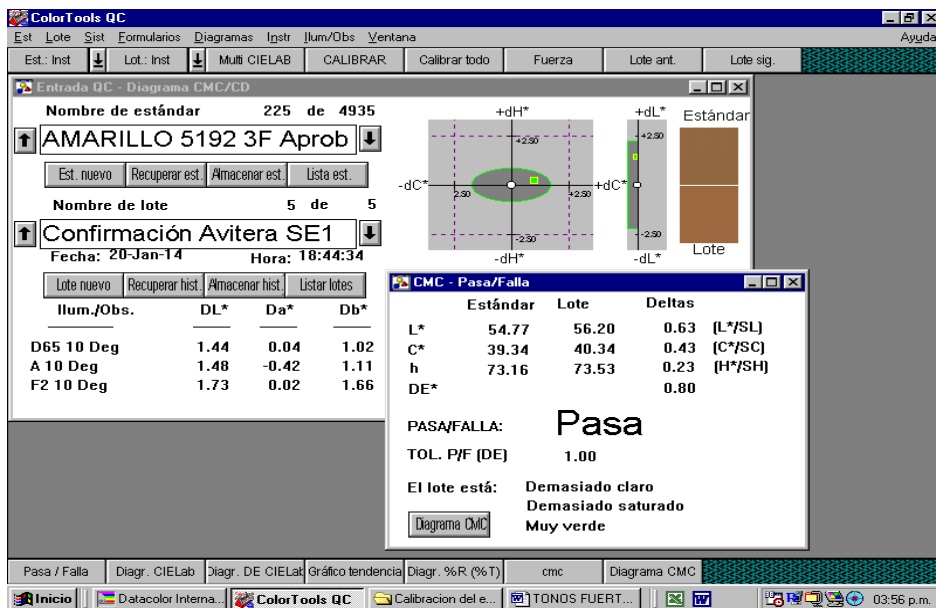 ColorTools QC
Est Lote Sist Formularios Diagramas Instr Ilum/Obs Ventana Ayuda
Est.: Inst Lot.: Inst Multi CIELAB CALIBRAR Calibrar todo Fuerza Lote ant. Lote sig.
Entrada QC - Diagrama CMC/CD
Nombre de estándar 225 de 4935
AMARILLO 5192 3F Aprob
Est. nuevo Recuperar est. Almacenar est. Lista est.
Nombre de lote 5 de 5
Confirmación Avitera SE1
Fecha: 20-Jan-14 Hora: 18:44:34
Lote nuevo Recuperar hist. Almacenar hist. Listar lotes
Ilum./Obs. DL* Da* Db*
D65 10 Deg 1.44 0.04 1.02
A 10 Deg 1.48 -0.42 1.11
F2 10 Deg 1.73 0.02 1.66
+dH*
+2.50
-dC* 2.50 +2.50 +dC*
-2.50
-dH*
+dL*
+2.50
-2.50
-dL*
Estándar
Lote
CMC - Pasa/Falla
Estándar Lote Deltas
L* 54.77 56.20 0.63 (L*/SL)
C* 39.34 40.34 0.43 (C*/SC)
h 73.16 73.53 0.23 (H*/SH)
DE* 0.80
PASA/FALLA: Pasa
TOL. P/F (DE) 1.00
El lote está: Demasiado claro
Demasiado saturado
Diagrama CMC Muy verde
Pasa / Falla Diagr. CIELab Diagr. DE CIELab Gráfico tendencia Diagr. %R (%T) cmc Diagrama CMC
Inicio Datacolor Interna... ColorTools QC Calibracion del e... TONOS FUERT... 03:56 p.m.